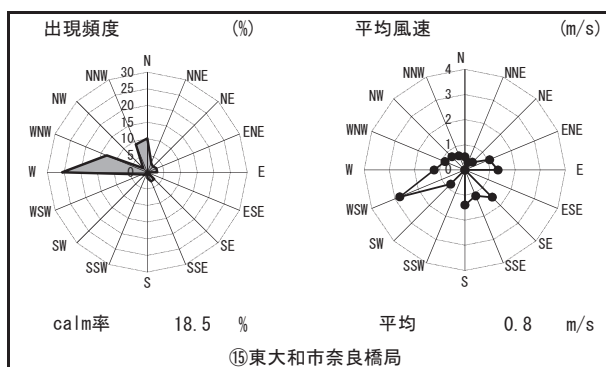 出現頻度 (%)
N
NNW NNE
NW NE
WNW ENE
W E
WSW ESE
SW SE
SSW SSE
S
30
25
20
15
10
5
0
calm率 18.5 %
平均風速 (m/s)
N
NNW NNE
NW NE
WNW ENE
W E
WSW ESE
SW SE
SSW SSE
S
4
3
2
1
0
平均 0.8 m/s
⑮東大和市奈良橋局